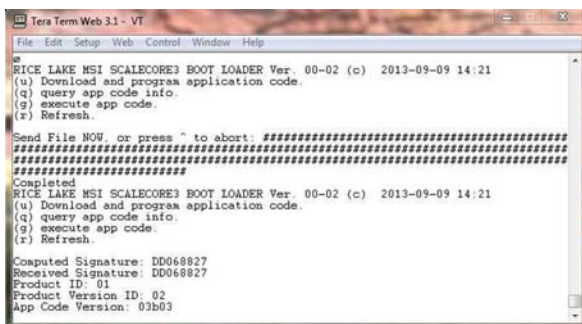 Tera Term Web 3.1 - VT
File Edit Setup Web Control Window Help
RICE LAKE MSI SCALECORE3 BOOT LOADER Ver. 00-02 (c) 2013-09-09 14:21
(u) Download and program application code.
(q) query app code info.
(g) execute app code.
(r) Refresh.
Send File NOW, or press ^ to abort: ############################################
################################################################################
################################################################################
#########################
Completed
RICE LAKE MSI SCALECORE3 BOOT LOADER Ver. 00-02 (c) 2013-09-09 14:21
(u) Download and program application code.
(q) query app code info.
(g) execute app code.
(r) Refresh.
Computed Signature: DD068827
Received Signature: DD068827
Product ID: 01
Product Version ID: 02
App Code Version: 03b03